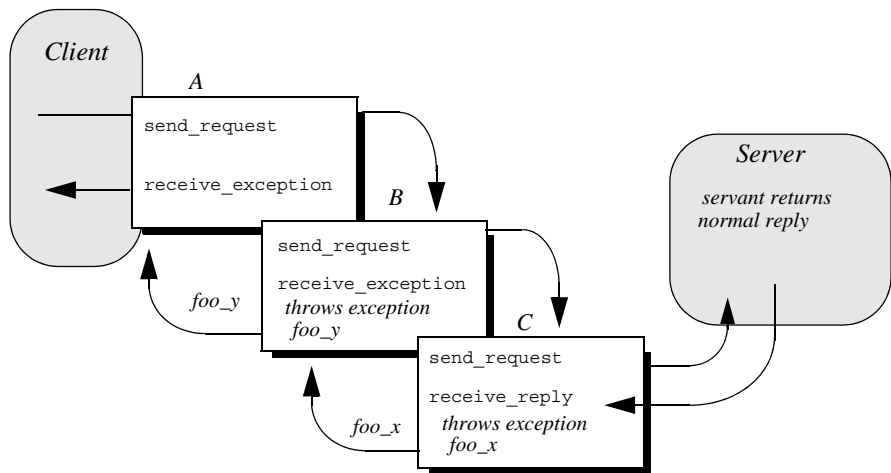 Client
A
send_request
receive_exception
Server
servant returns
normal reply
B
send_request
receive_exception
throws exception
foo_y
foo_y
C
send_request
receive_reply
throws exception
foo_x
foo_x